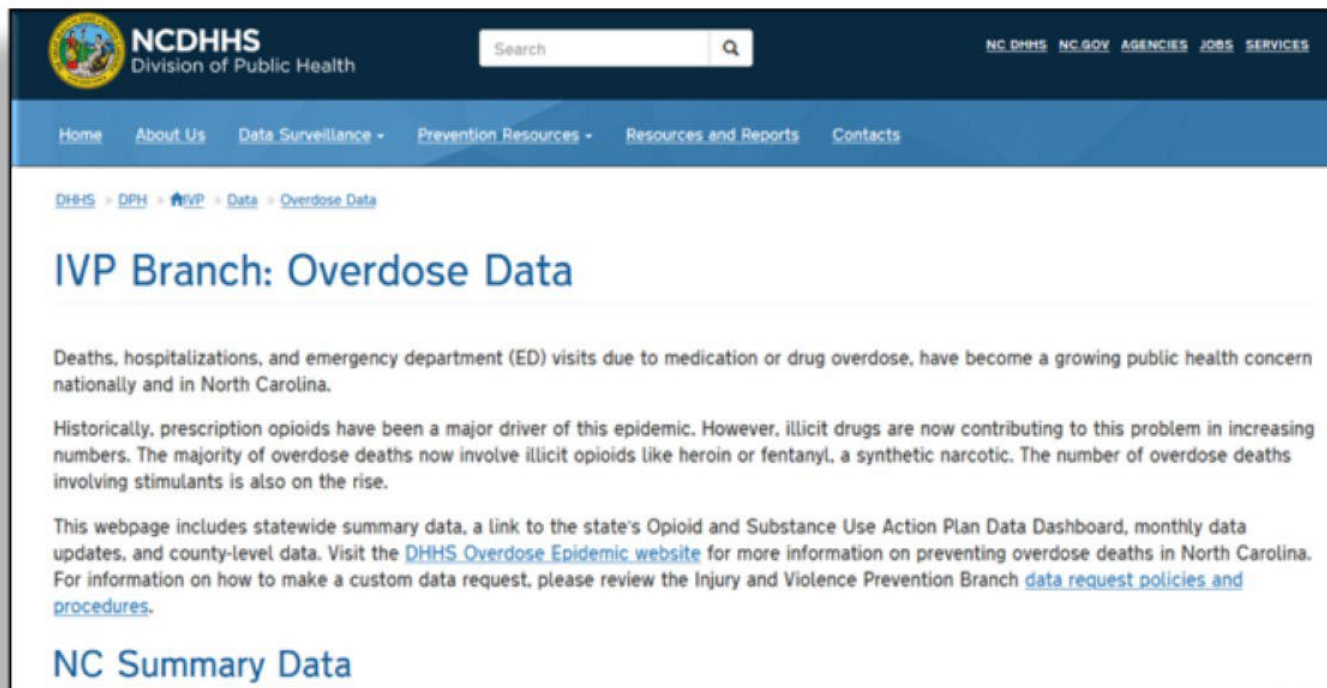 NCDHHS
Division of Public Health
Search
NC DHHS NC.GOV AGENCIES JOBS SERVICES
Home About Us Data Surveillance Prevention Resources Resources and Reports Contacts
DHHS » DPH » IVP » Data » Overdose Data
IVP Branch: Overdose Data
Deaths, hospitalizations, and emergency department (ED) visits due to medication or drug overdose, have become a growing public health concern
nationally and in North Carolina.
Historically, prescription opioids have been a major driver of this epidemic. However, illicit drugs are now contributing to this problem in increasing
numbers. The majority of overdose deaths now involve illicit opioids like heroin or fentanyl, a synthetic narcotic. The number of overdose deaths
involving stimulants is also on the rise.
This webpage includes statewide summary data, a link to the state's Opioid and Substance Use Action Plan Data Dashboard, monthly data
updates, and county-level data. Visit the DHHS Overdose Epidemic website for more information on preventing overdose deaths in North Carolina.
For information on how to make a custom data request, please review the Injury and Violence Prevention Branch data request policies and
procedures.
NC Summary Data